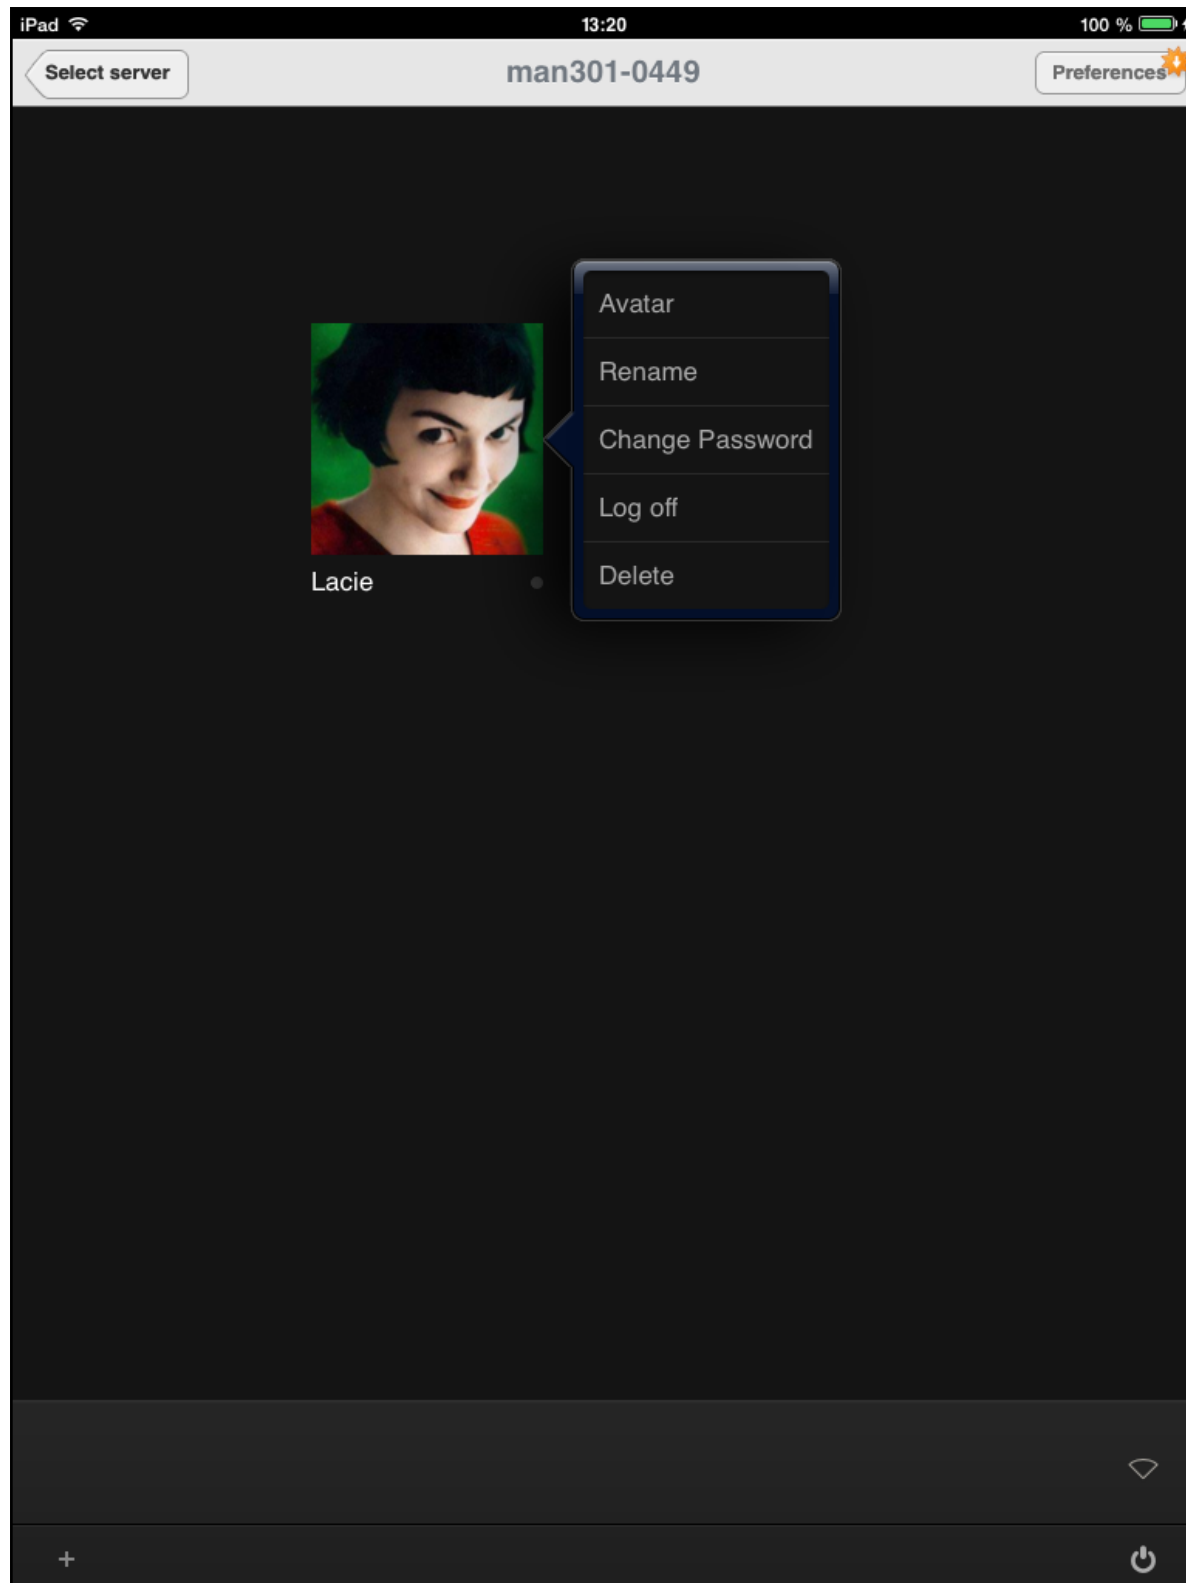 iPad 13:20 100 %
Select server man301-0449 Preferences
Avatar
Rename
Change Password
Log off
Delete
Lacie